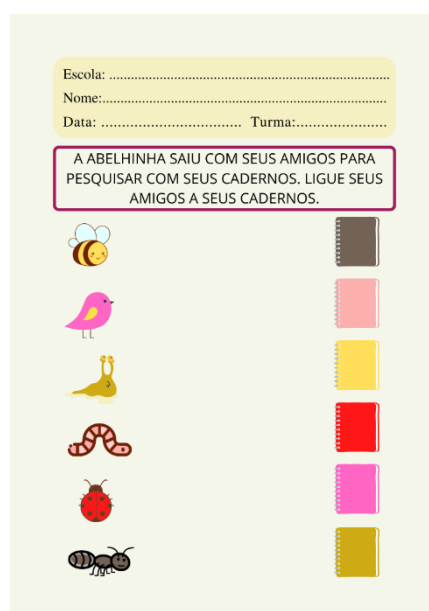 Escola: ................................................................................
Nome:................................................................................
Data: ................................ Turma:.....................
A ABELHINHA SAIU COM SEUS AMIGOS PARA
PESQUISAR COM SEUS CADERNOS. LIGUE SEUS
AMIGOS A SEUS CADERNOS.